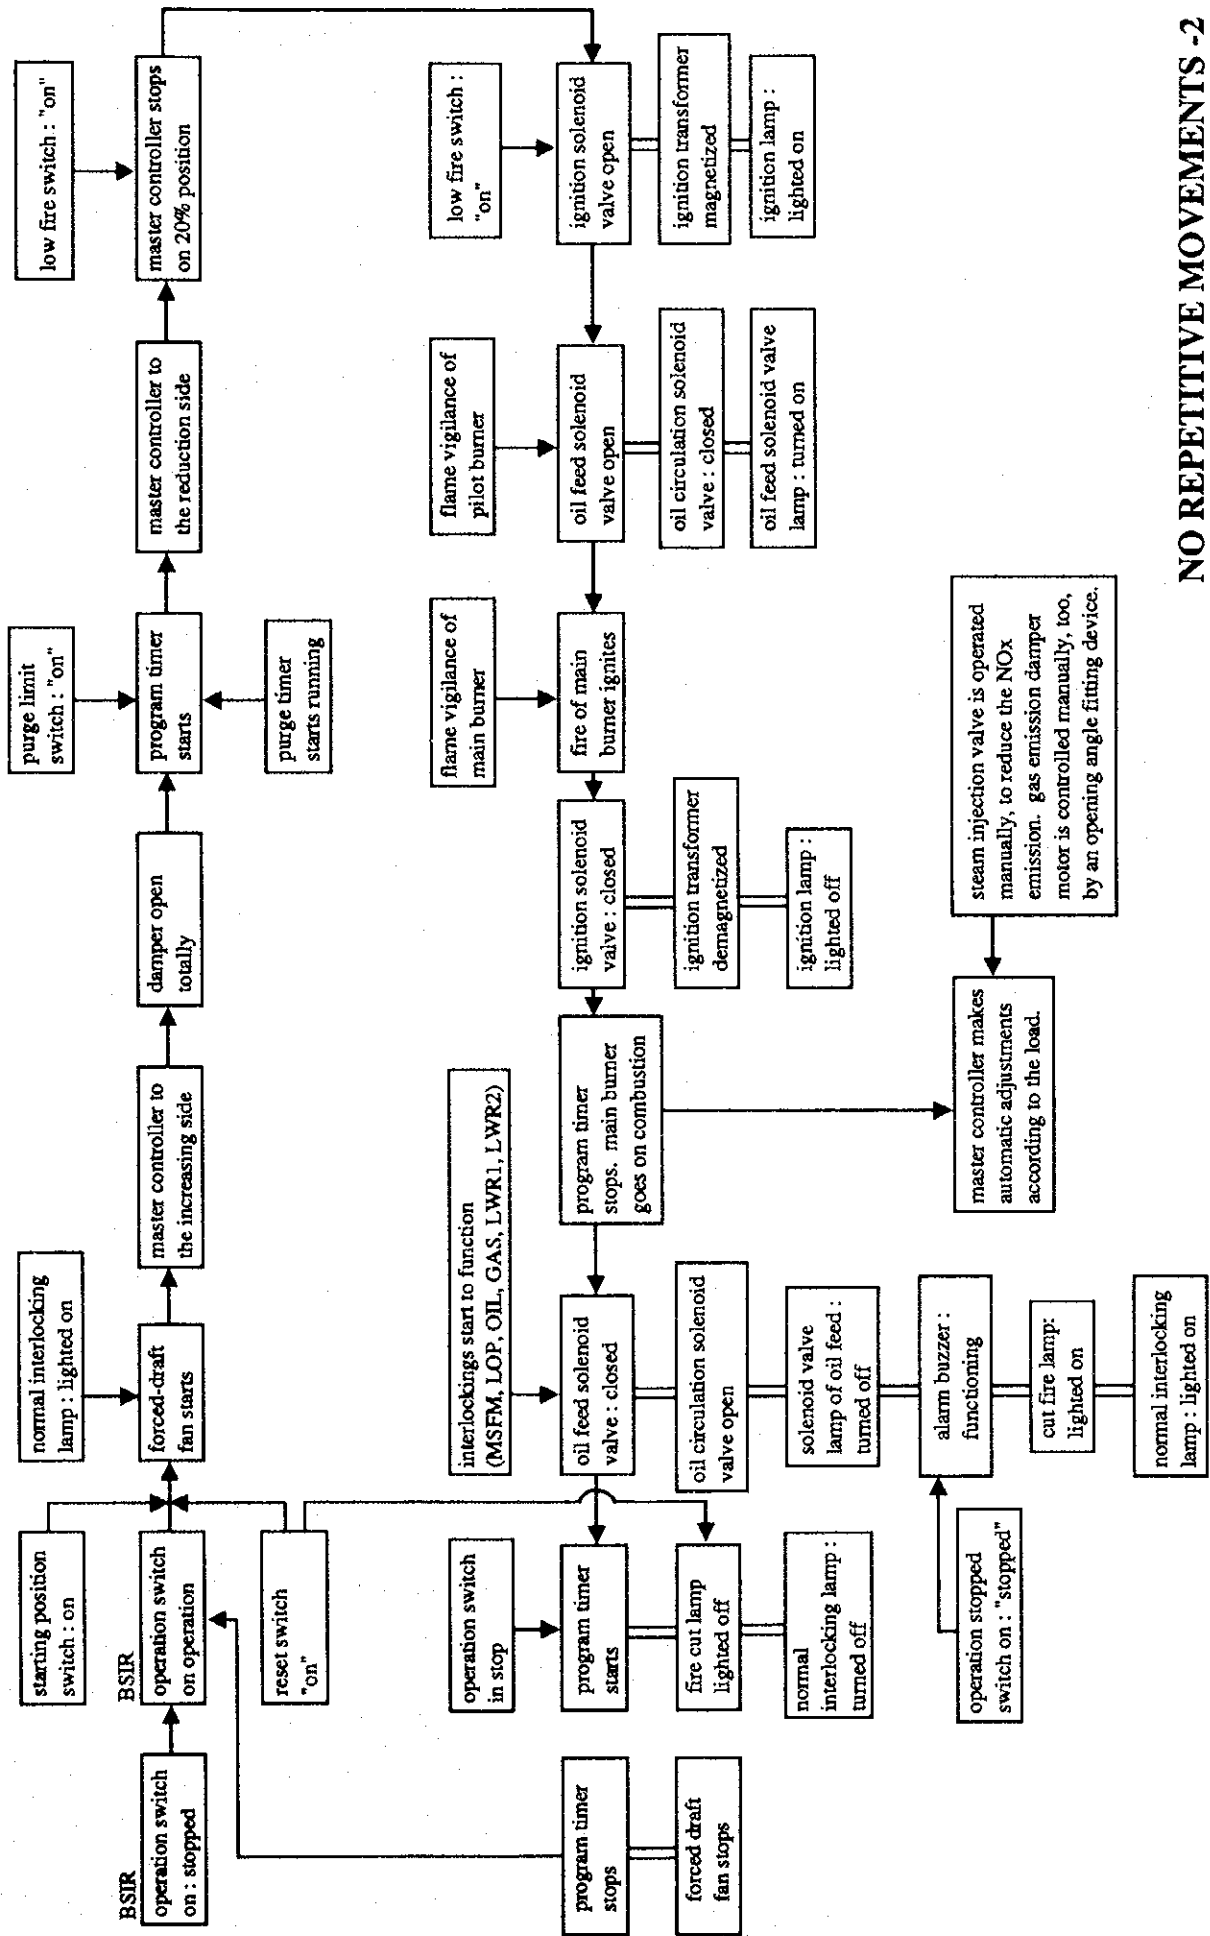 low fire switch : "on"
master controller stops
on 20% position
master controller to
the reduction side
purge limit
switch : "on"
program timer
starts
purge timer
starts running
damper open
totally
master controller to
the increasing side
normal interlocking
lamp : lighted on
forced-draft
fan starts
starting position
switch : on
BSIR
operation switch
on operation
reset switch
"on"
BSIR
operation switch
on : stopped
low fire switch :
"on"
ignition solenoid
valve open
ignition transformer
magnetized
ignition lamp :
lighted on
flame vigilance of
pilot burner
oil feed solenoid
valve open
oil circulation solenoid
valve : closed
oil feed solenoid valve
lamp : turned on
flame vigilance of
main burner
fire of main
burner ignites
ignition solenoid
valve : closed
ignition transformer
demagnetized
ignition lamp :
lighted off
interlockings start to function
(MSFM, LOP, OIL, GAS, LWR1, LWR2)
program timer
stops. main burner
goes on combustion
steam injection valve is operated
manually, to reduce the NOx
emission. gas emission damper
motor is controlled manually, too,
by an opening angle fitting device.
master controller makes
automatic adjustments
according to the load.
oil feed solenoid
valve : closed
oil circulation solenoid
valve open
solenoid valve
lamp of oil feed :
turned off
alarm buzzer :
functioning
cut fire lamp:
lighted on
normal interlocking
lamp : lighted on
operation switch
in stop
program timer
starts
fire cut lamp
lighted off
normal
interlocking lamp :
turned off
operation stopped
switch on : "stopped"
program timer
stops
forced draft
fan stops
NO REPETITIVE MOVEMENTS -2